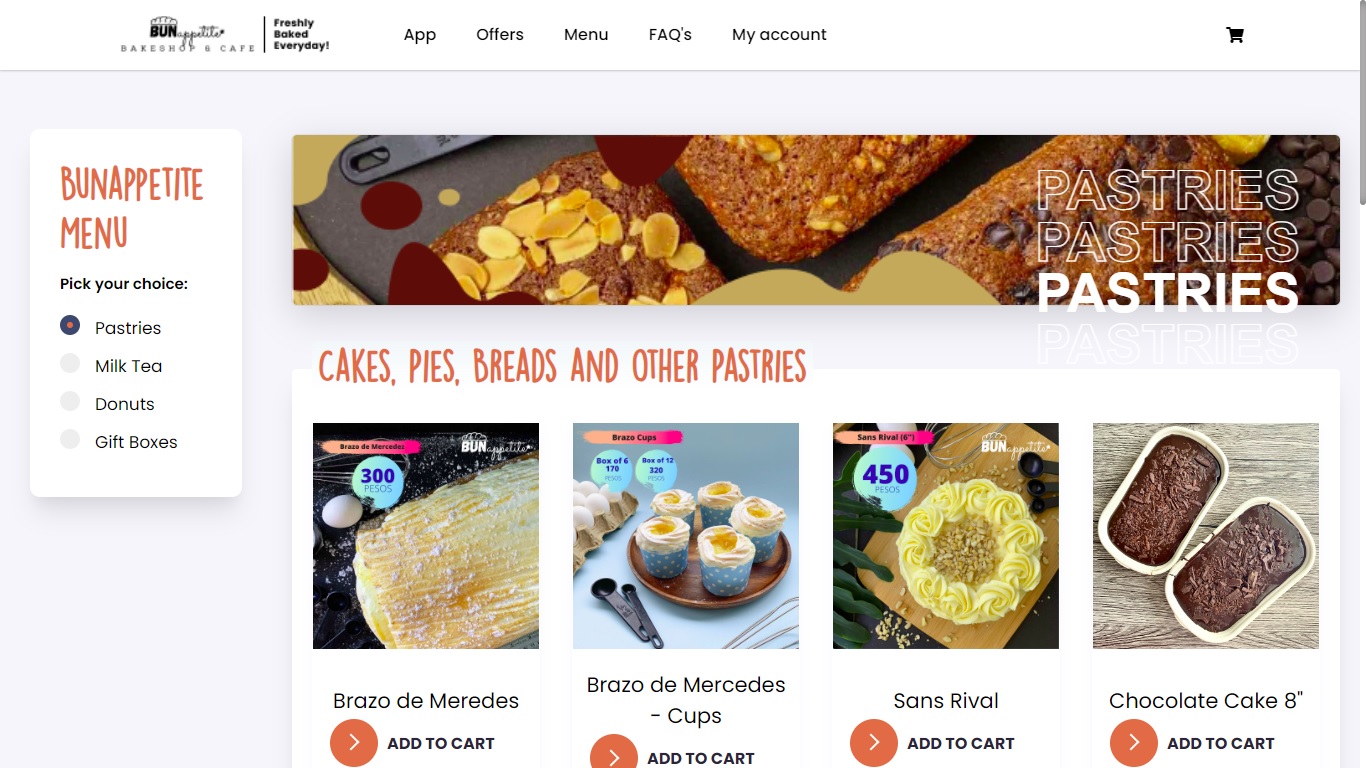 BUNappetite
BAKESHOP & CAFE
Freshly
Baked
Everyday!
App
Offers
Menu
FAQ's
My account
BUNAPPETITE
MENU
Pick your choice:
Pastries
Milk Tea
Donuts
Gift Boxes
PASTRIES
PASTRIES
PASTRIES
PASTRIES
CAKES, PIES, BREADS AND OTHER PASTRIES
Brazo de Mercedes
BUNappetite
300
PESOS
Brazo de Meredes
ADD TO CART
Brazo Cups
Box of 6
170
PESOS
Box of 12
320
PESOS
Brazo de Mercedes
- Cups
ADD TO CART
Sans Rival (6")
BUNappetite
450
PESOS
Sans Rival
ADD TO CART
Chocolate Cake 8"
ADD TO CART